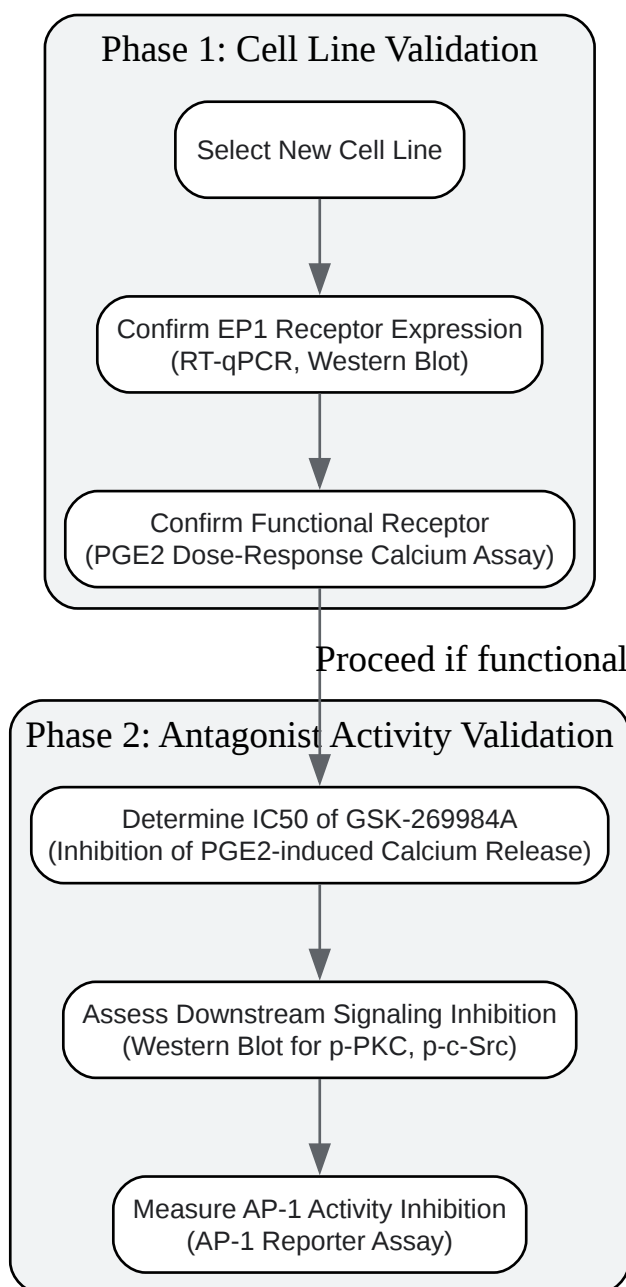 Phase 1: Cell Line Validation
Select New Cell Line
Confirm EP1 Receptor Expression
(RT-qPCR, Western Blot)
Confirm Functional Receptor
(PGE2 Dose-Response Calcium Assay)
Proceed if functional
Phase 2: Antagonist Activity Validation
Determine IC50 of GSK-269984A
(Inhibition of PGE2-induced Calcium Release)
Assess Downstream Signaling Inhibition
(Western Blot for p-PKC, p-c-Src)
Measure AP-1 Activity Inhibition
(AP-1 Reporter Assay)